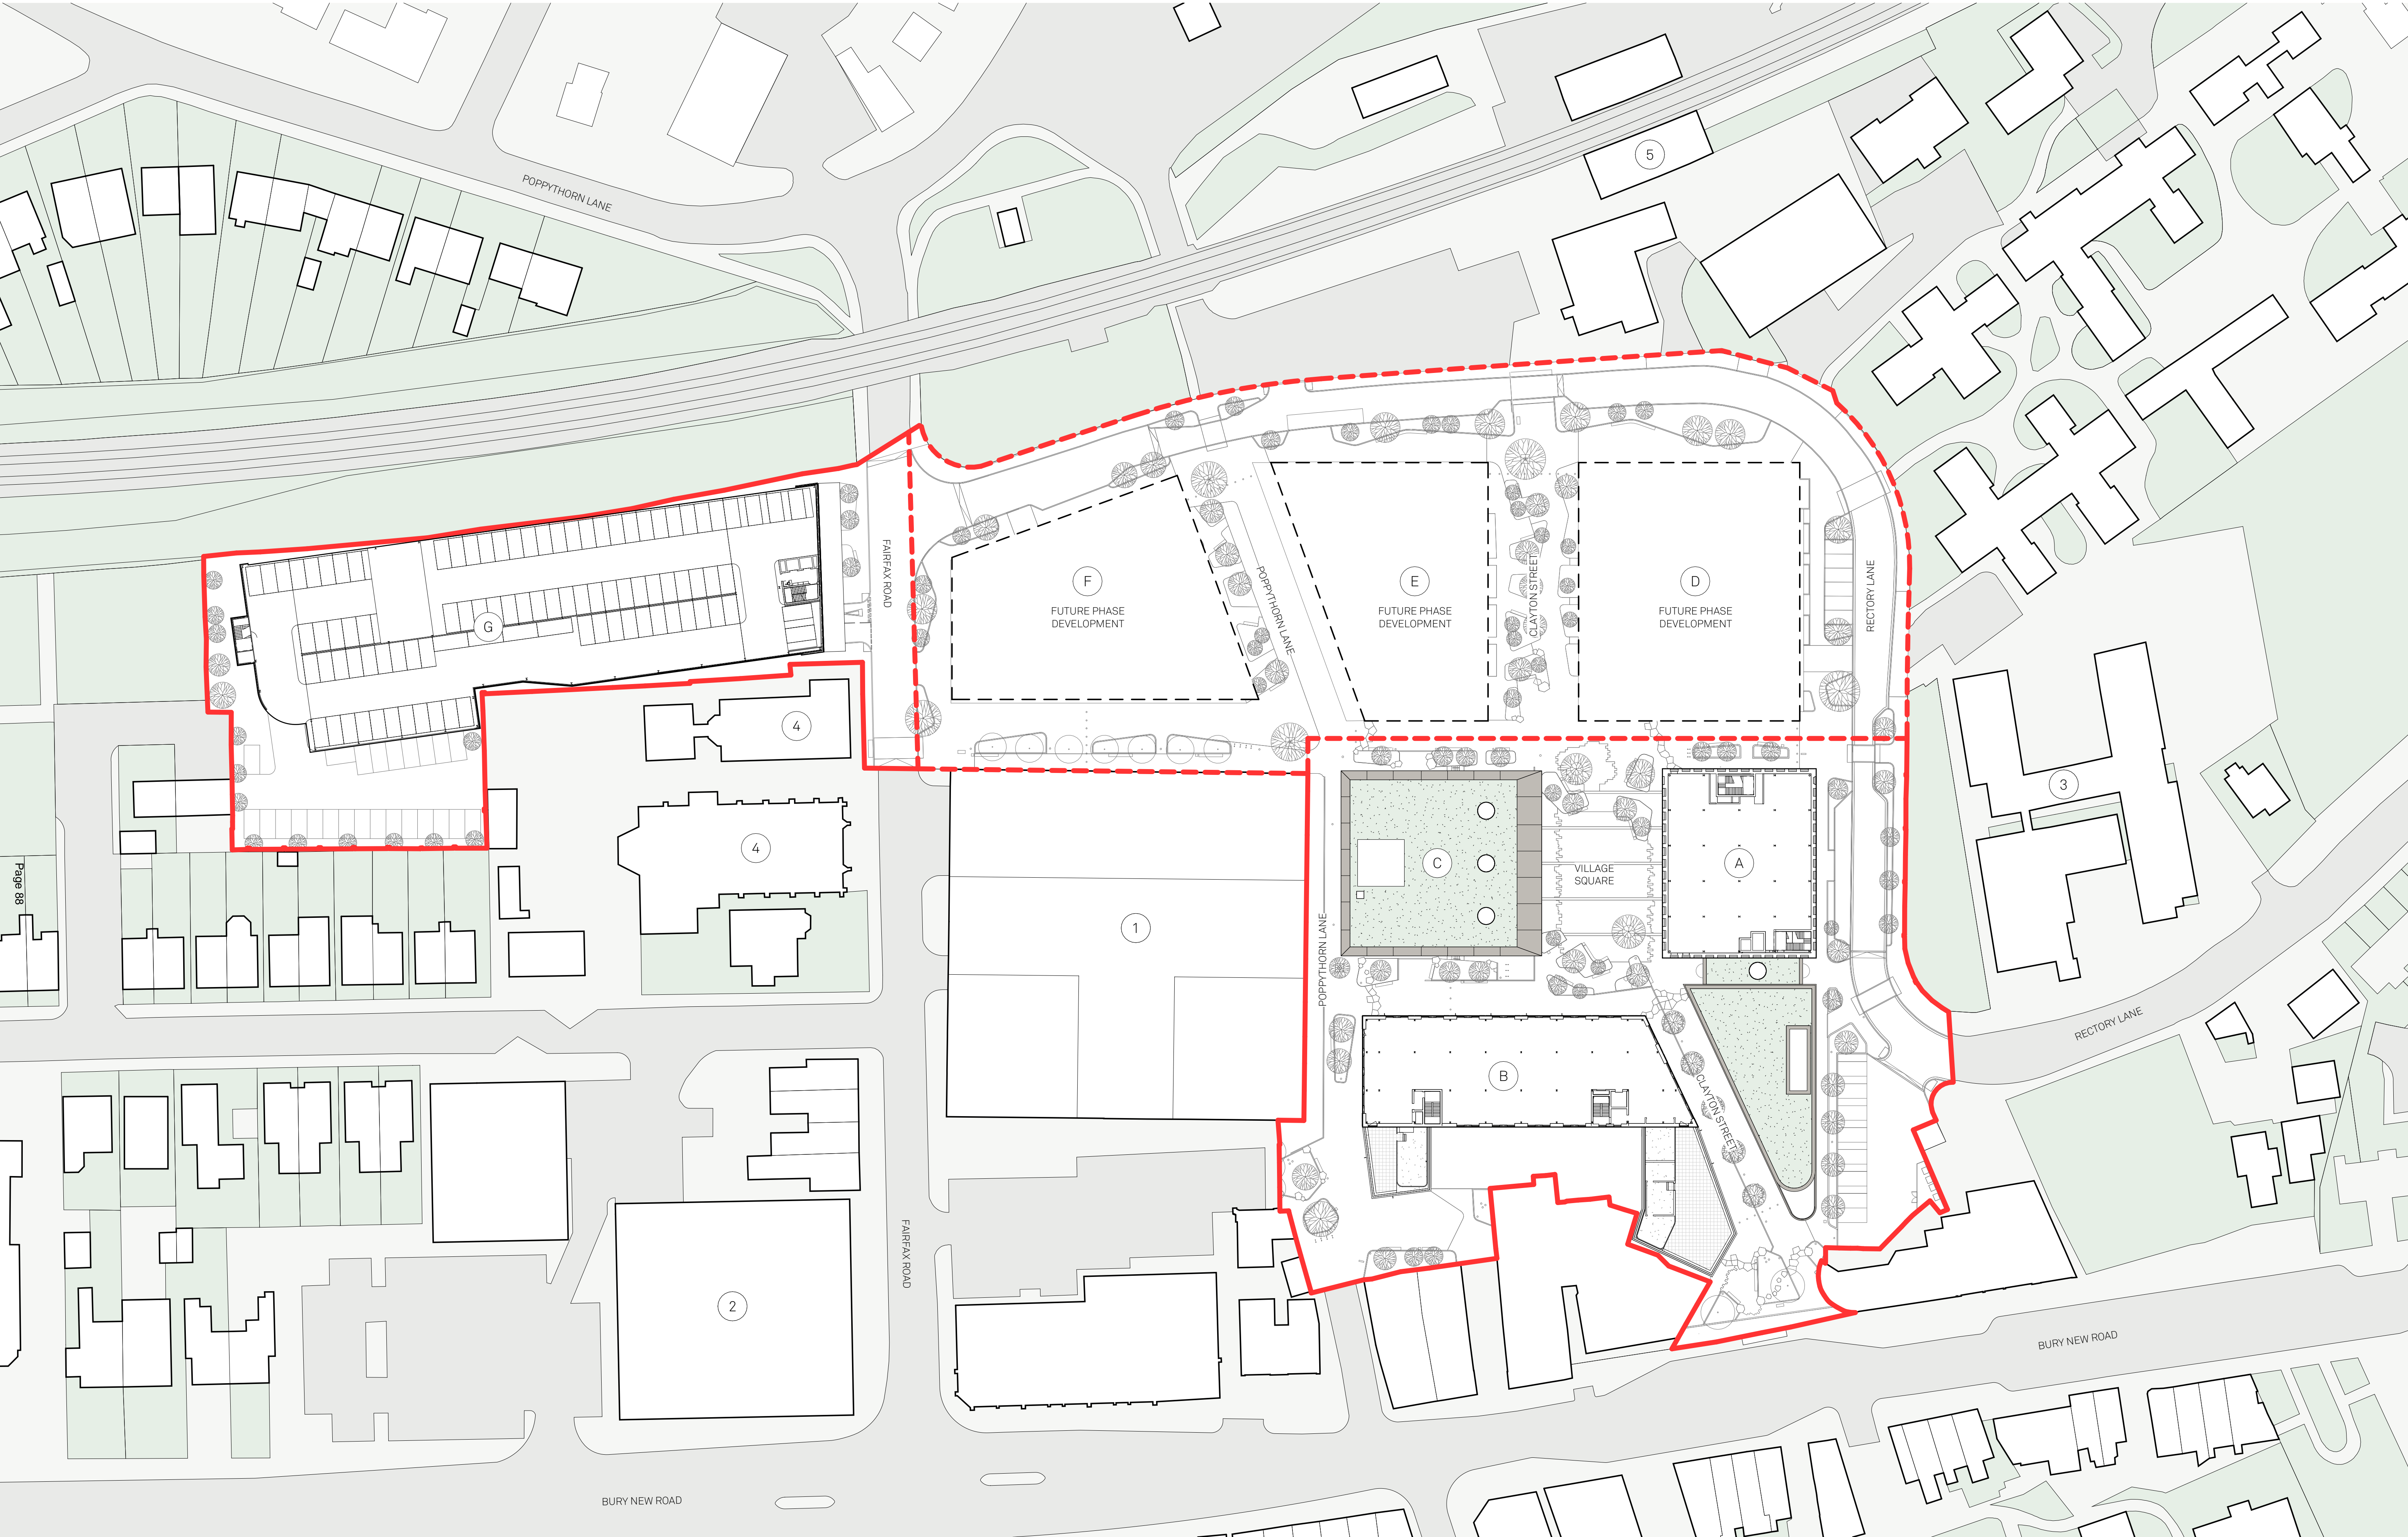 5
POPPYTHORN LANE
FAIRFAX ROAD
F
FUTURE PHASE
DEVELOPMENT
POPPYTHORN LANE
E
FUTURE PHASE
DEVELOPMENT
CLAYTON STREET
D
FUTURE PHASE
DEVELOPMENT
RECTORY LANE
G
4
3
4
C
VILLAGE
SQUARE
A
Page 88
1
POPPYTHORN LANE
RECTORY LANE
B
CLAYTON STREET
FAIRFAX ROAD
2
BURY NEW ROAD
BURY NEW ROAD